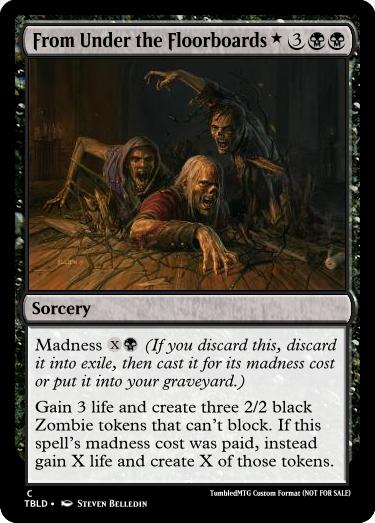 From Under the Floorboards ★ 3
Sorcery
Madness X (If you discard this, discard
it into exile, then cast it for its madness cost
or put it into your graveyard.)
Gain 3 life and create three 2/2 black
Zombie tokens that can't block. If this
spell's madness cost was paid, instead
gain X life and create X of those tokens.
C
TBLD • Steven Belledin
TumbledMTG Custom Format (NOT FOR SALE)